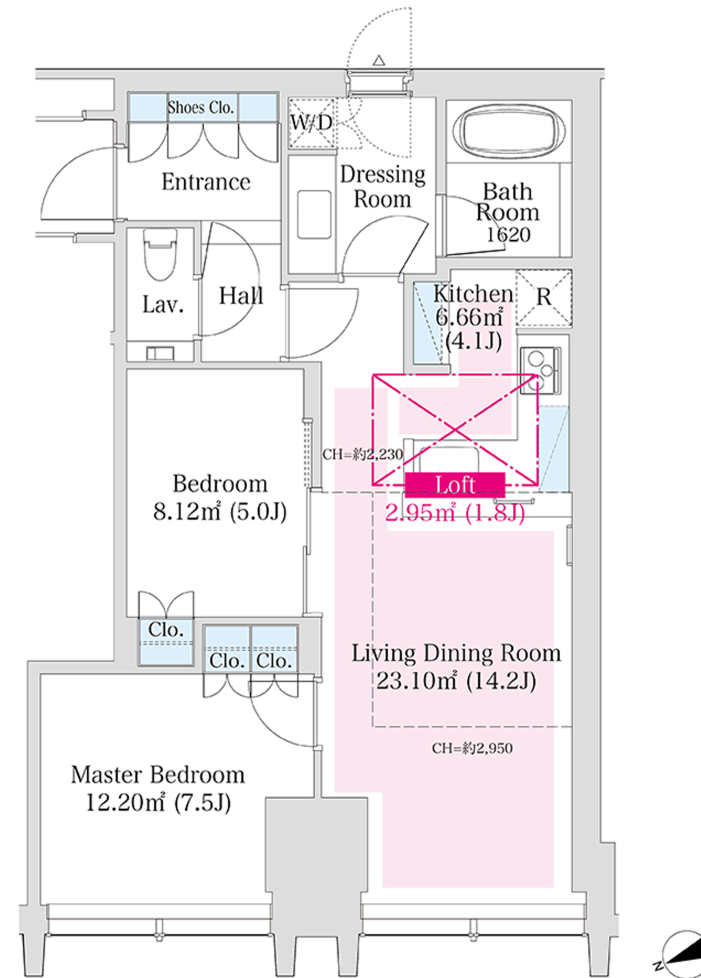 Shoes Clo.
W/D
Entrance
Dressing
Room
Bath
Room
1620
Lav.
Hall
Kitchen
6.66㎡
(4.1J)
R
CH=約2,230
Bedroom
8.12㎡ (5.0J)
Loft
2.95㎡ (1.8J)
Clo.
Clo.
Clo.
Living Dining Room
23.10㎡ (14.2J)
CH=約2,950
Master Bedroom
12.20㎡ (7.5J)
N